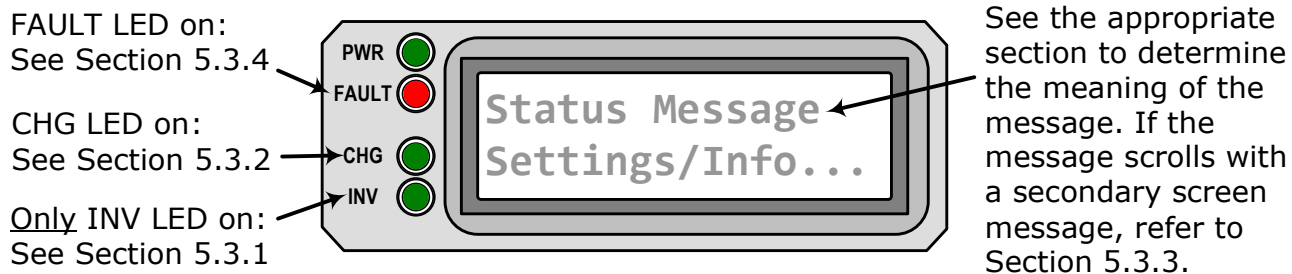 FAULT LED on:
See Section 5.3.4
CHG LED on:
See Section 5.3.2
Only INV LED on:
See Section 5.3.1
PWR
FAULT
CHG
INV
Status Message
Settings/Info...
See the appropriate
section to determine
the meaning of the
message. If the
message scrolls with
a secondary screen
message, refer to
Section 5.3.3.